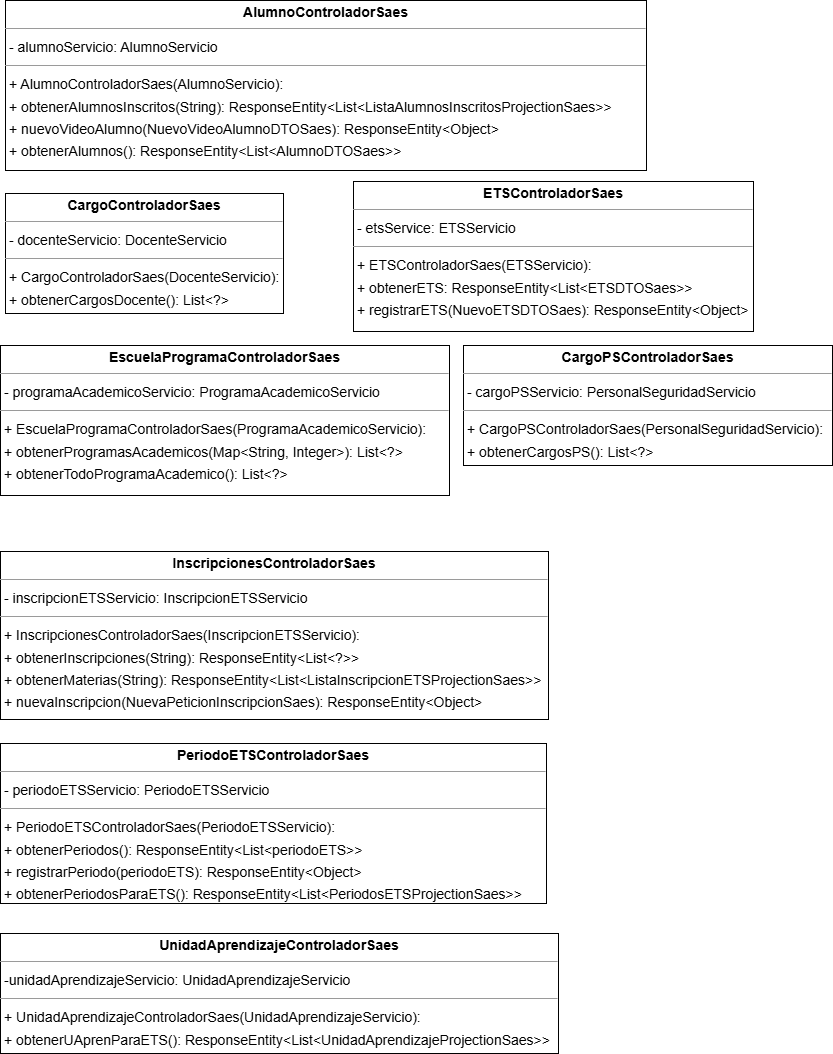 AlumnoControladorSaes
- alumnoServicio: AlumnoServicio
+ AlumnoControladorSaes(AlumnoServicio):
+ obtenerAlumnosInscritos(String): ResponseEntity<List<ListaAlumnosInscritosProjectionSaes>>
+ nuevoVideoAlumno(NuevoVideoAlumnoDTOSaes): ResponseEntity<Object>
+ obtenerAlumnos(): ResponseEntity<List<AlumnoDTOSaes>>
CargoControladorSaes
- docenteServicio: DocenteServicio
+ CargoControladorSaes(DocenteServicio):
+ obtenerCargosDocente(): List<?>
ETSControladorSaes
- etsService: ETSServicio
+ ETSControladorSaes(ETSServicio):
+ obtenerETS: ResponseEntity<List<ETSDTOSaes>>
+ registrarETS(NuevoETSDTOSaes): ResponseEntity<Object>
EscuelaProgramaControladorSaes
- programaAcademicoServicio: ProgramaAcademicoServicio
+ EscuelaProgramaControladorSaes(ProgramaAcademicoServicio):
+ obtenerProgramasAcademicos(Map<String, Integer>): List<?>
+ obtenerTodoProgramaAcademico(): List<?>
CargoPSControladorSaes
- cargoPSServicio: PersonalSeguridadServicio
+ CargoPSControladorSaes(PersonalSeguridadServicio):
+ obtenerCargosPS(): List<?>
InscripcionesControladorSaes
- inscripcionETSServicio: InscripcionETSServicio
+ InscripcionesControladorSaes(InscripcionETSServicio):
+ obtenerInscripciones(String): ResponseEntity<List<?>>
+ obtenerMaterias(String): ResponseEntity<List<ListaInscripcionETSProjectionSaes>>
+ nuevaInscripcion(NuevaPeticionInscripcionSaes): ResponseEntity<Object>
PeriodoETSControladorSaes
- periodoETSServicio: PeriodoETSServicio
+ PeriodoETSControladorSaes(PeriodoETSServicio):
+ obtenerPeriodos(): ResponseEntity<List<periodoETS>>
+ registrarPeriodo(periodoETS): ResponseEntity<Object>
+ obtenerPeriodosParaETS(): ResponseEntity<List<PeriodosETSProjectionSaes>>
UnidadAprendizajeControladorSaes
-unidadAprendizajeServicio: UnidadAprendizajeServicio
+ UnidadAprendizajeControladorSaes(UnidadAprendizajeServicio):
+ obtenerUAprenParaETS(): ResponseEntity<List<UnidadAprendizajeProjectionSaes>>